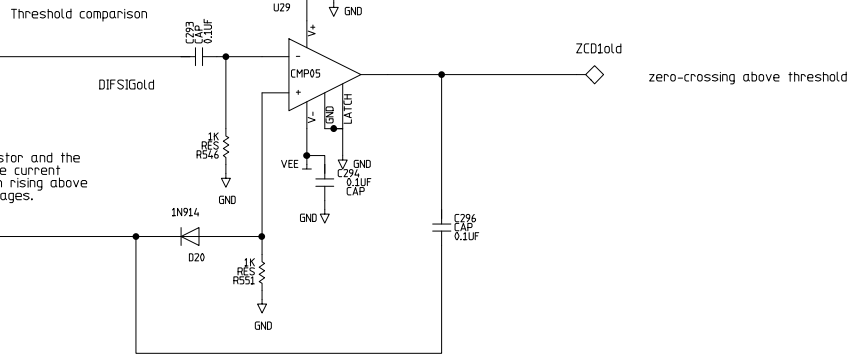 Threshold comparison
U29
GND
C293
CAP
0.1UF
V+
-
CMP05
+
ZCD1old
zero-crossing above threshold
DIFSIGold
GND
LATCH
V-
1K
RES
R546
stor and the
e current
n rising above
ages.
VEE
GND
C294
0.1UF
CAP
GND
GND
1N914
D20
C296
CAP
0.1UF
1K
RES
R551
GND